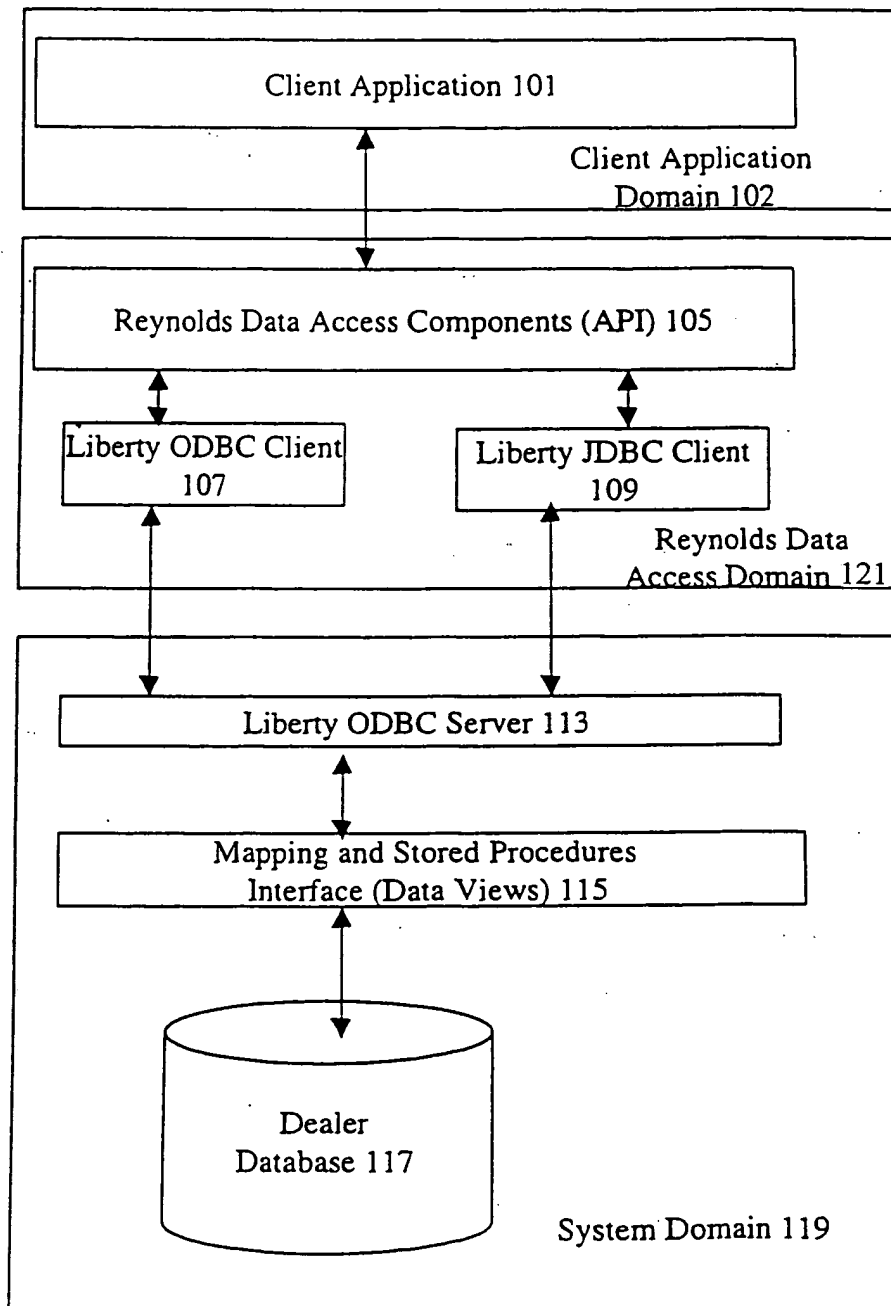 Client Application 101
Client Application
Domain 102
Reynolds Data Access Components (API) 105
Liberty ODBC Client
107
Liberty JDBC Client
109
Reynolds Data
Access Domain 121
Liberty ODBC Server 113
Mapping and Stored Procedures
Interface (Data Views) 115
Dealer
Database 117
System Domain 119